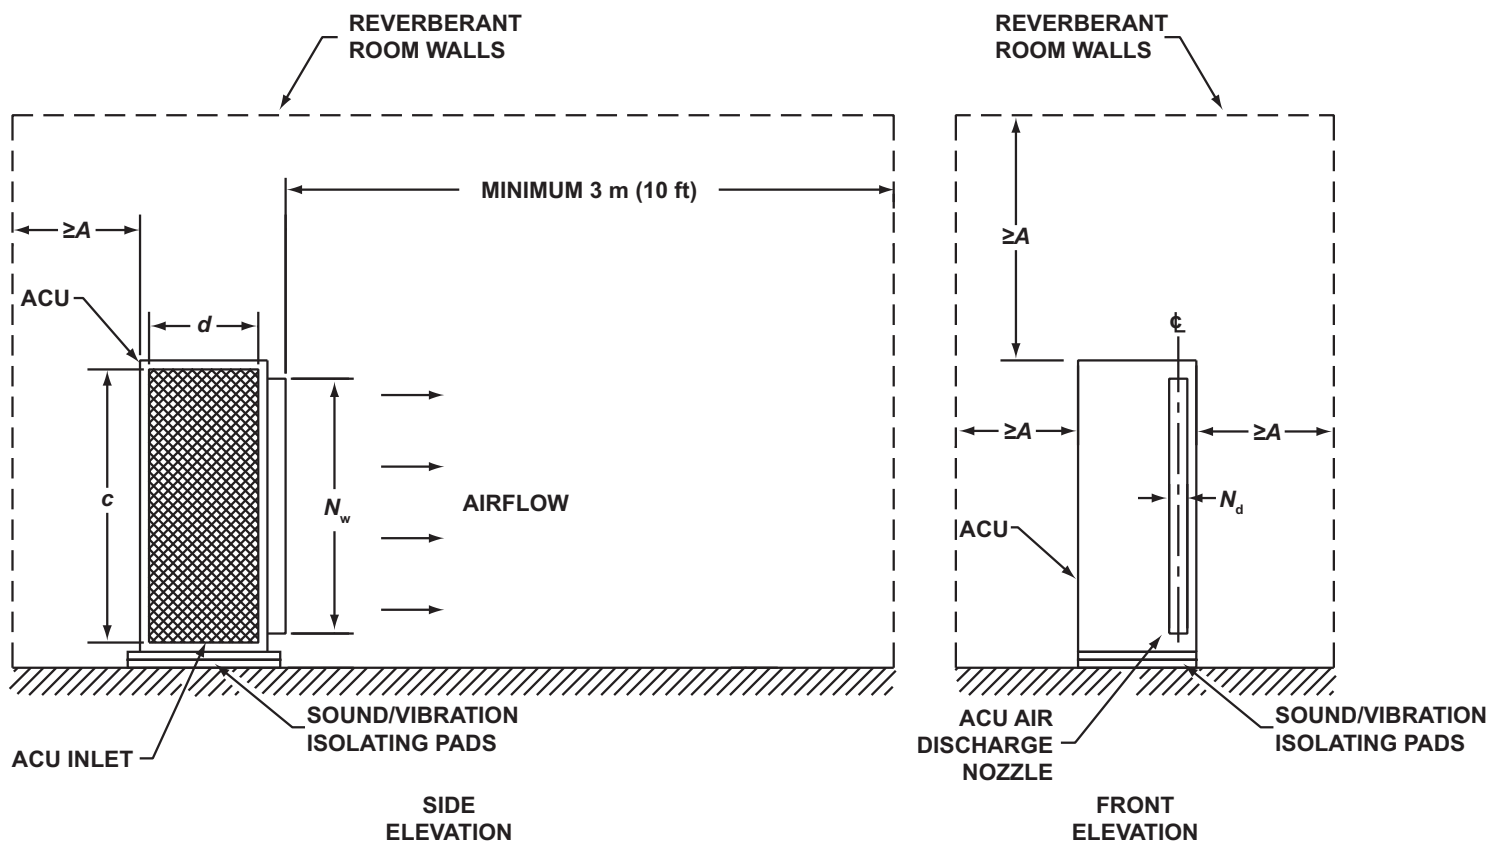 REVERBERANT
ROOM WALLS
REVERBERANT
ROOM WALLS
MINIMUM 3 m (10 ft)
≥A
≥A
ACU
d
℄
≥A
≥A
c
Nw
AIRFLOW
Nd
ACU
SOUND/VIBRATION
ISOLATING PADS
ACU INLET
ACU AIR
DISCHARGE
NOZZLE
SOUND/VIBRATION
ISOLATING PADS
SIDE
ELEVATION
FRONT
ELEVATION